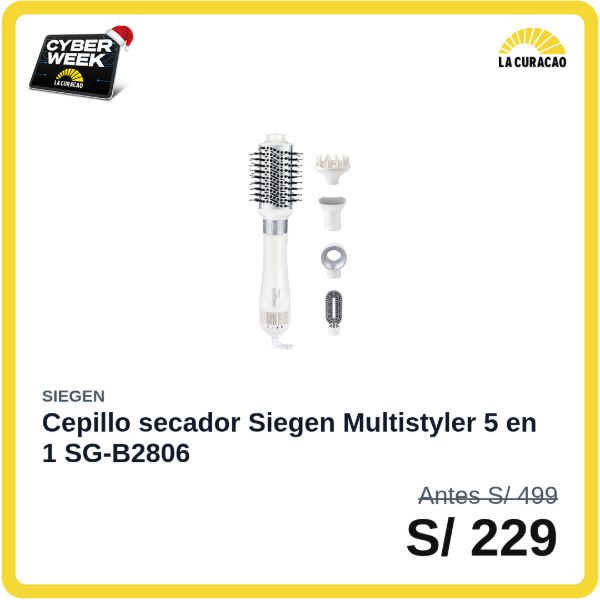 CYBER
WEEK
LA CURACAO
LA CURACAO
siegen
SIEGEN
Cepillo secador Siegen Multistyler 5 en
1 SG-B2806
Antes S/ 499
S/ 229